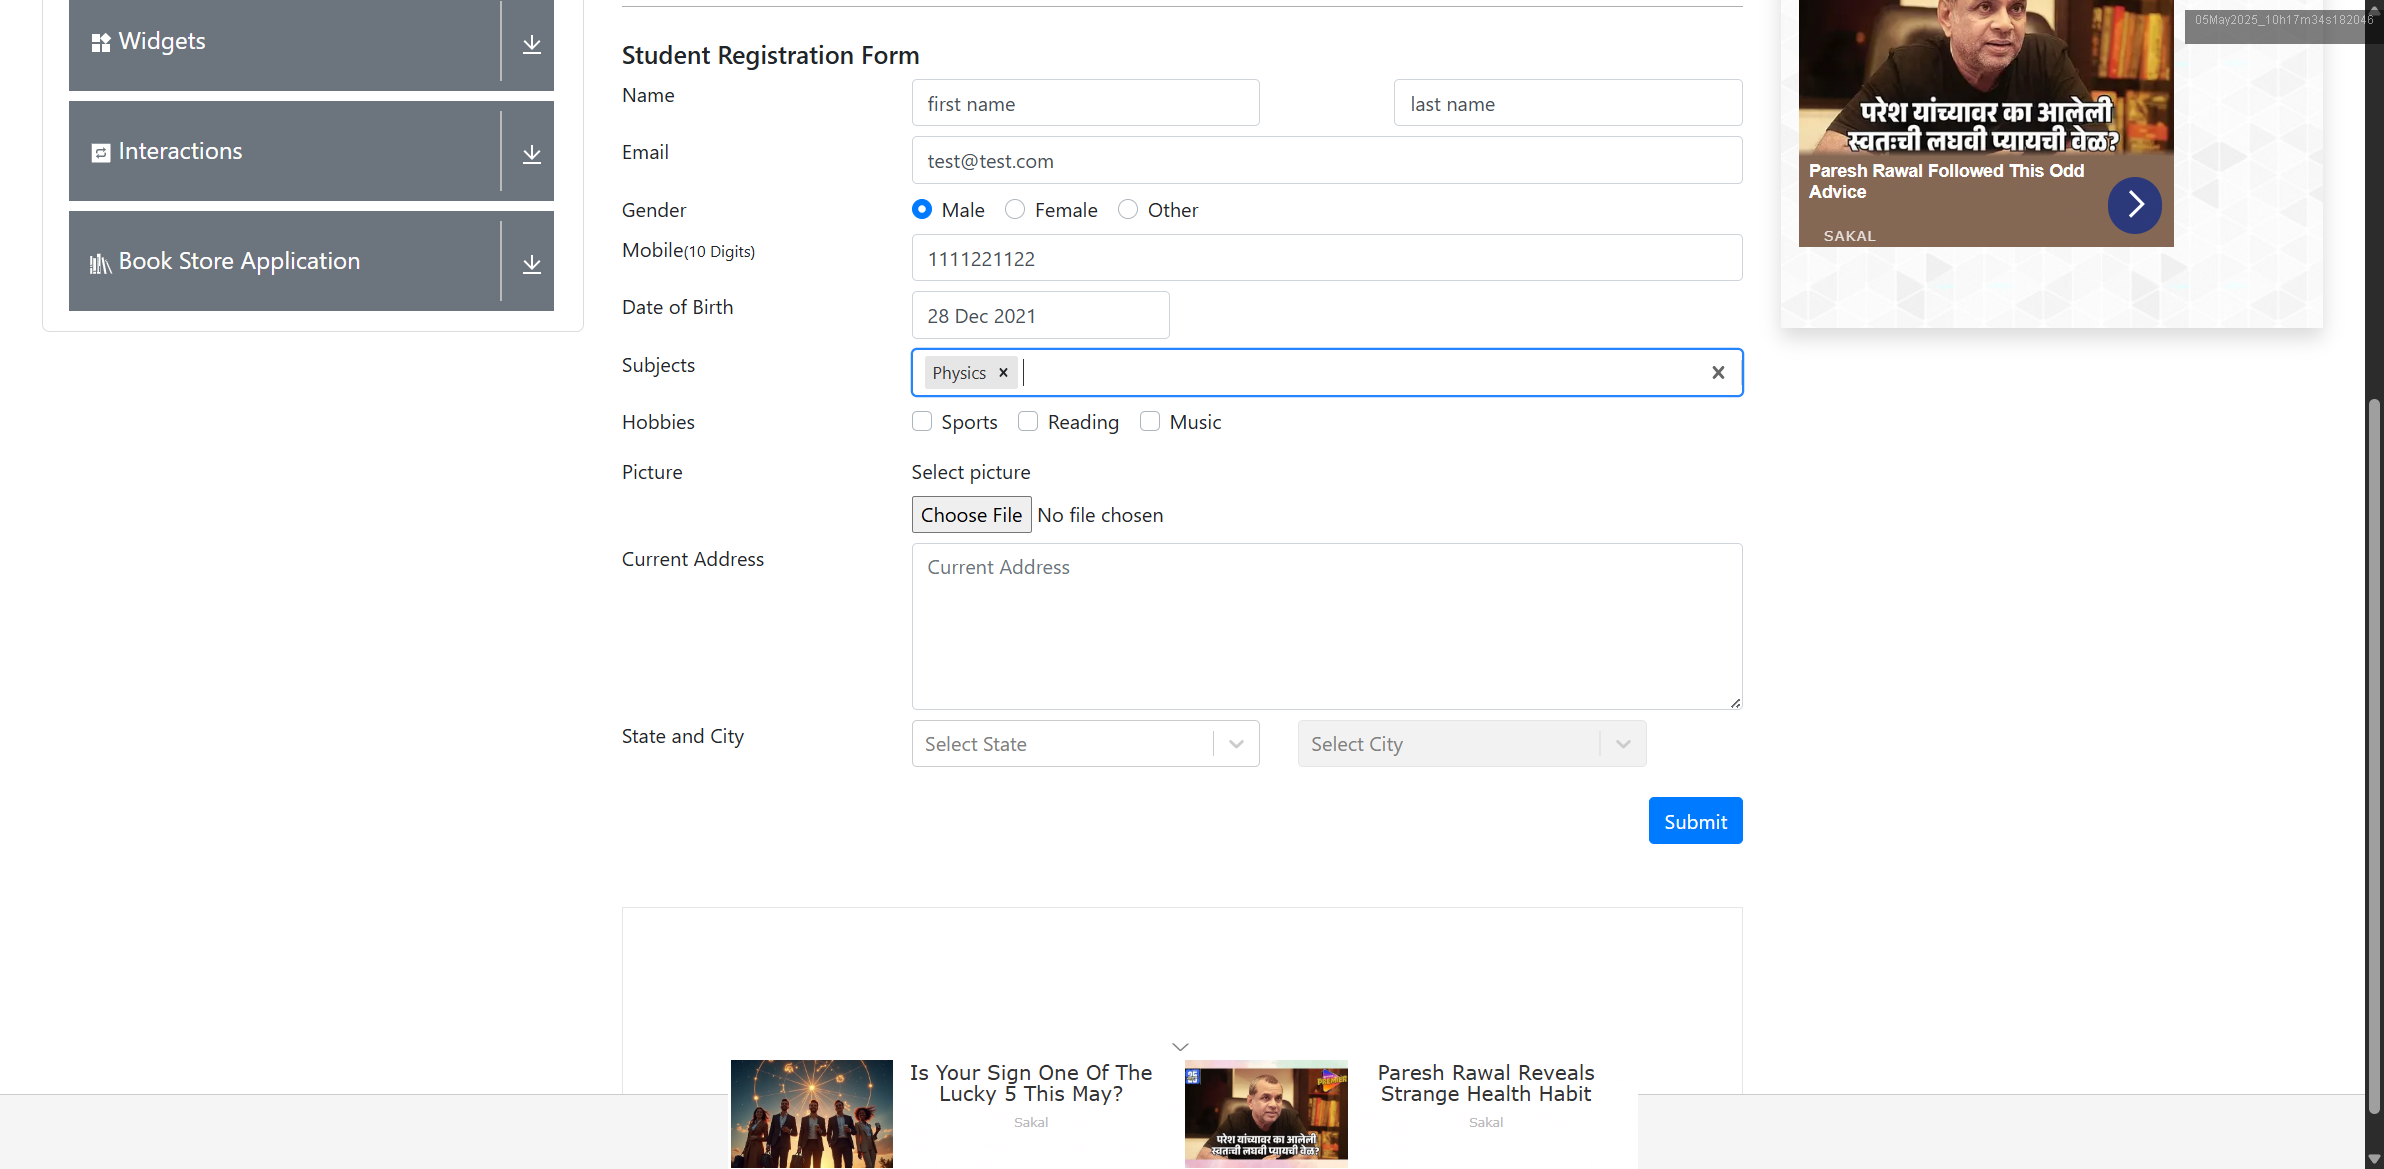 Widgets
Interactions
Book Store Application
Student Registration Form
Name
first name
last name
Email
test@test.com
Gender
Male
Female
Other
Mobile(10 Digits)
1111221122
Date of Birth
28 Dec 2021
Subjects
Physics
Hobbies
Sports
Reading
Music
Picture
Select picture
Choose File No file chosen
Current Address
Current Address
State and City
Select State
Select City
Submit
05May2025_10h17m34s182046
परेश यांच्यावर का आलेली
स्वतःची लघवी प्यायची वेळ?
Paresh Rawal Followed This Odd
Advice
SAKAL
Is Your Sign One Of The
Lucky 5 This May?
Sakal
PREMIER
परेश यांच्यावर का आलेली
स्वतःची लघवी प्यायची वेळ?
Paresh Rawal Reveals
Strange Health Habit
Sakal